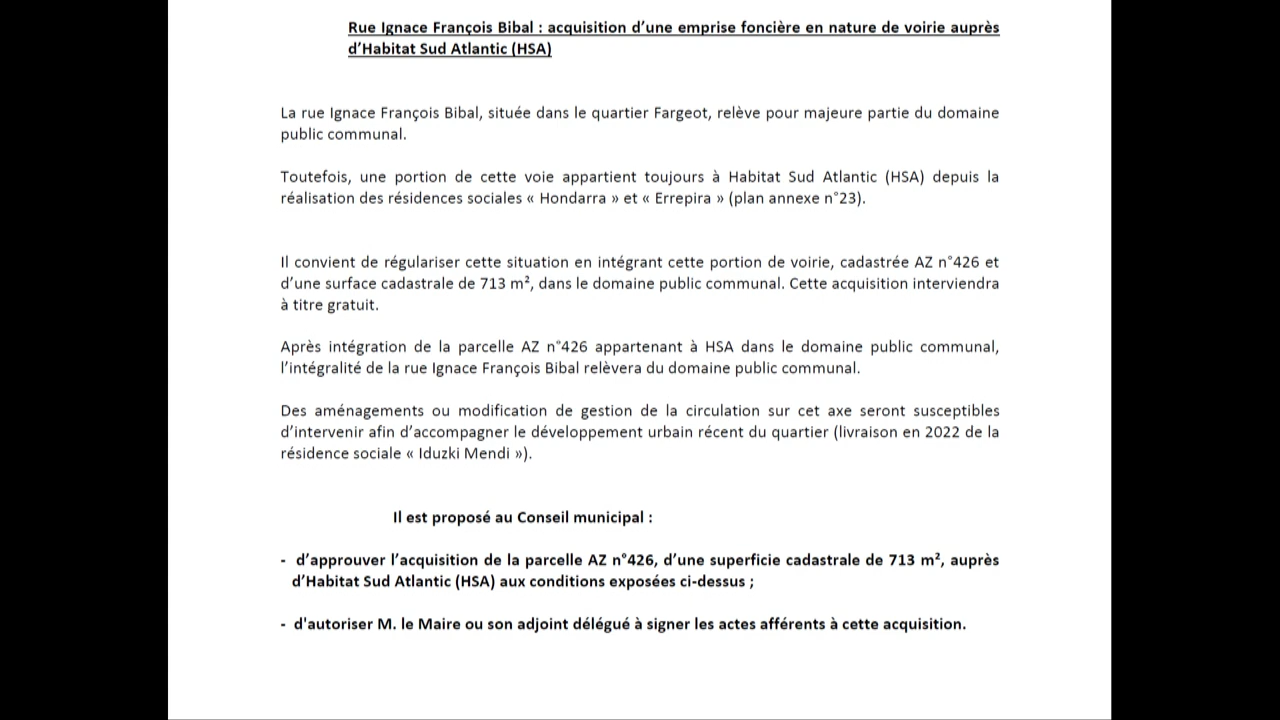 Rue Ignace François Bibal : acquisition d’une emprise foncière en nature de voirie auprès
d’Habitat Sud Atlantic (HSA)
La rue Ignace François Bibal, située dans le quartier Fargeot, relève pour majeure partie du domaine
public communal.
Toutefois, une portion de cette voie appartient toujours à Habitat Sud Atlantic (HSA) depuis la
réalisation des résidences sociales « Hondarra » et « Errepira » (plan annexe n°23).
Il convient de régulariser cette situation en intégrant cette portion de voirie, cadastrée AZ n°426 et
d’une surface cadastrale de 713 m², dans le domaine public communal. Cette acquisition interviendra
à titre gratuit.
Après intégration de la parcelle AZ n°426 appartenant à HSA dans le domaine public communal,
l’intégralité de la rue Ignace François Bibal relèvera du domaine public communal.
Des aménagements ou modification de gestion de la circulation sur cet axe seront susceptibles
d’intervenir afin d’accompagner le développement urbain récent du quartier (livraison en 2022 de la
résidence sociale « Iduzki Mendi »).
Il est proposé au Conseil municipal :
- d’approuver l’acquisition de la parcelle AZ n°426, d’une superficie cadastrale de 713 m², auprès
d’Habitat Sud Atlantic (HSA) aux conditions exposées ci-dessus ;
- d'autoriser M. le Maire ou son adjoint délégué à signer les actes afférents à cette acquisition.